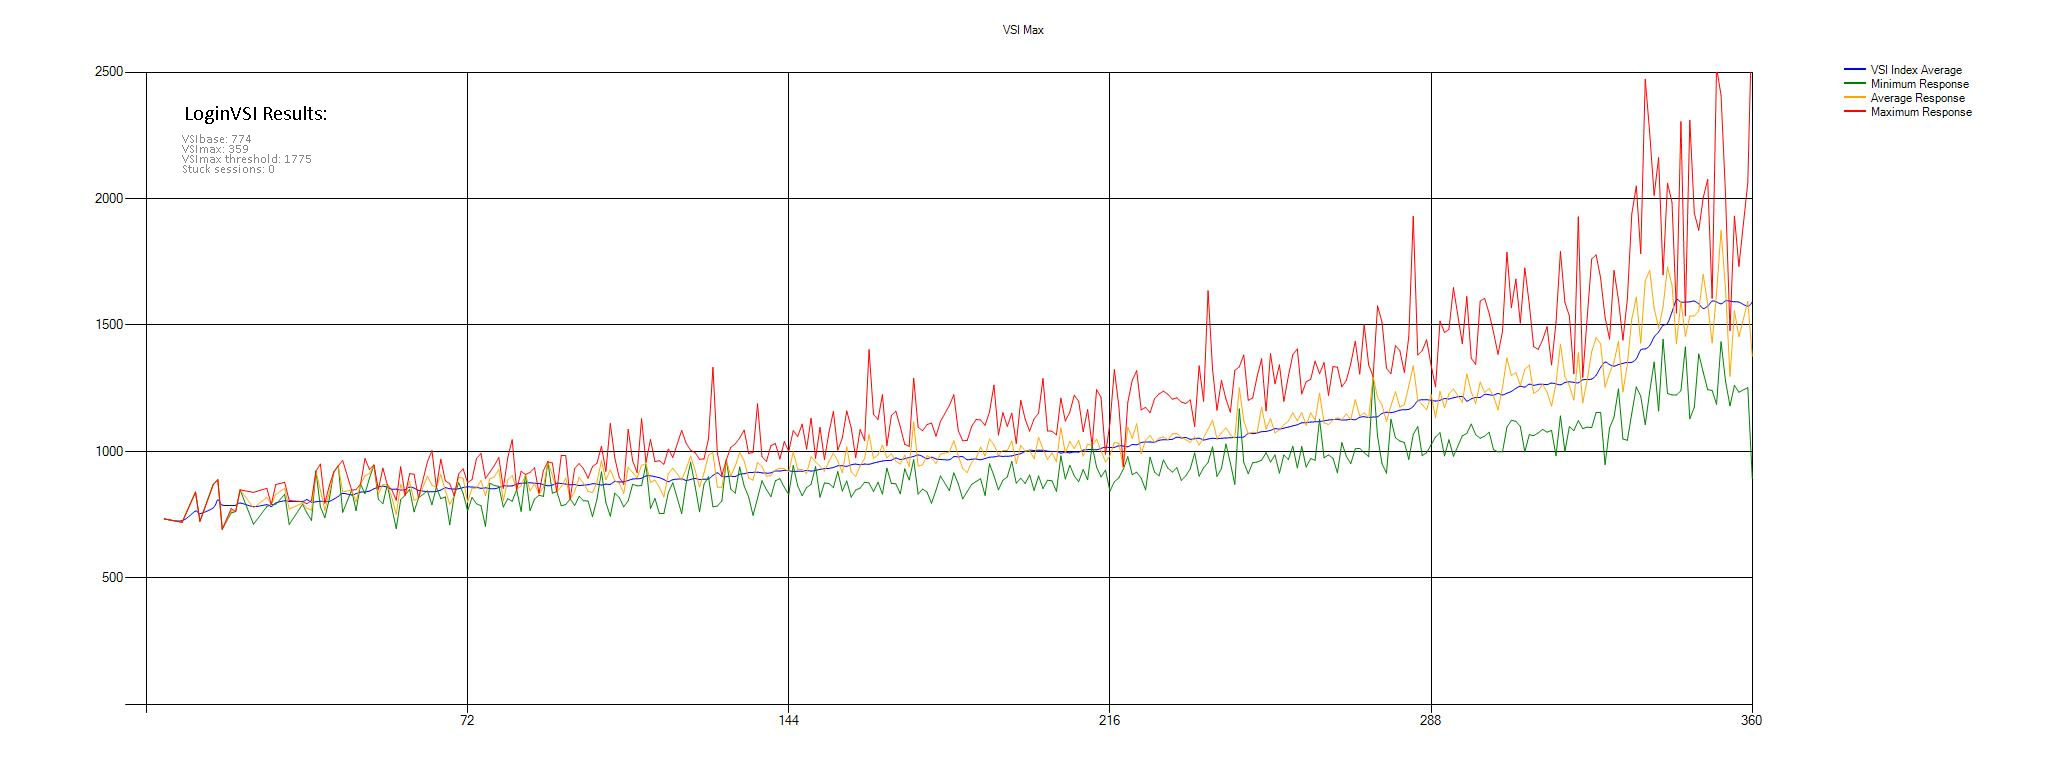 VSI Max
2500
2000
1500
1000
500
72
144
216
288
360
LoginVSI Results:
VSIbase: 774
VSImax: 359
VSImax threshold: 1775
Stuck sessions: 0
VSI Index Average
Minimum Response
Average Response
Maximum Response